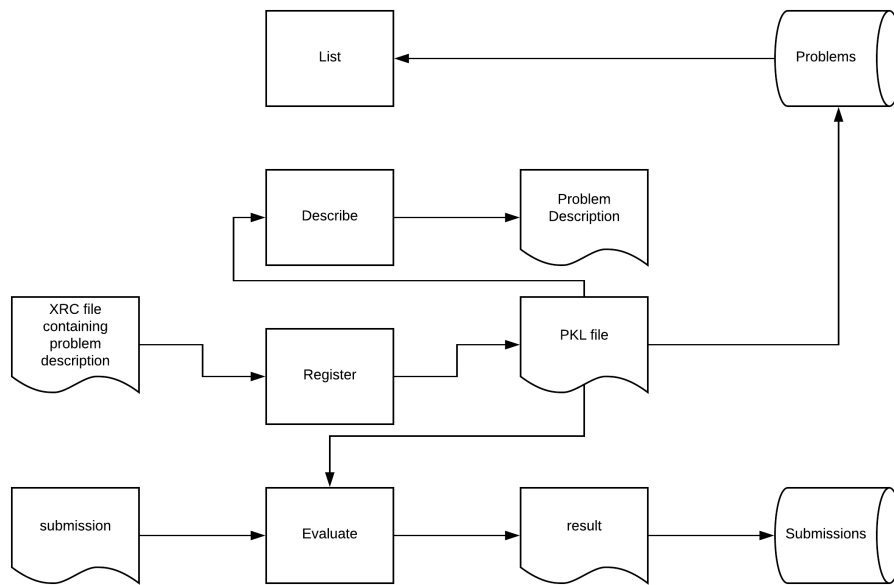 List
Problems
Describe
Problem
Description
XRC file
containing
problem
description
Register
PKL file
submission
Evaluate
result
Submissions